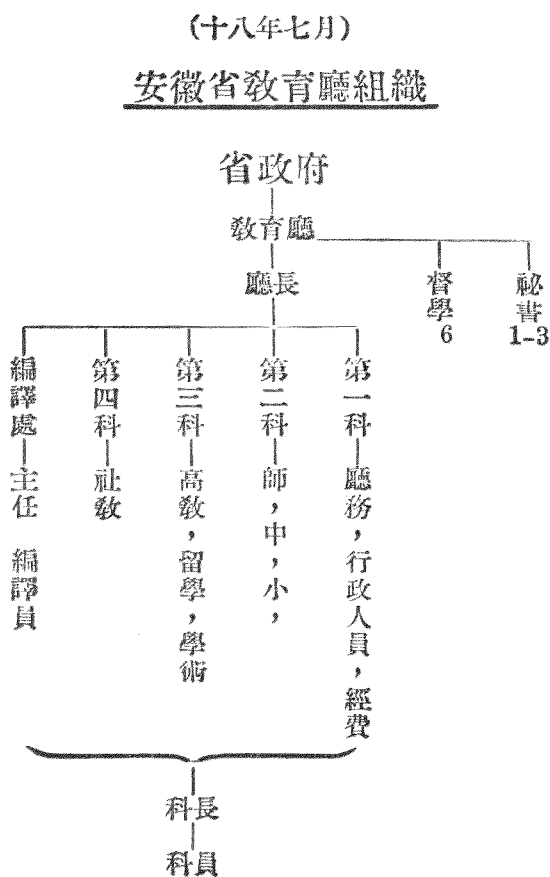 (十八年七月)
安徽省敎育廳組織
省政府
敎育廳
廳長
祕書
1-3
督學
6
第一科
廳務，行政人員，經費
第二科
師，中，小，
第三科
高敎，留學，學術
第四科
社敎
編譯處
主任 編譯員
科長
科員